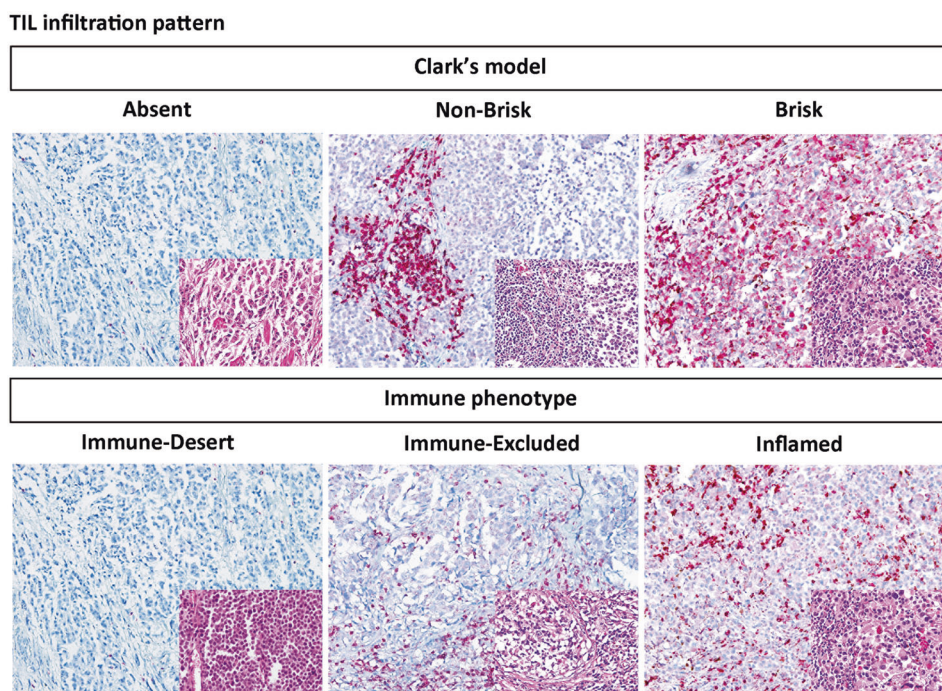 TIL infiltration pattern
Clark's model
Absent Non-Brisk Brisk
Immune phenotype
Immune-Desert Immune-Excluded Inflamed